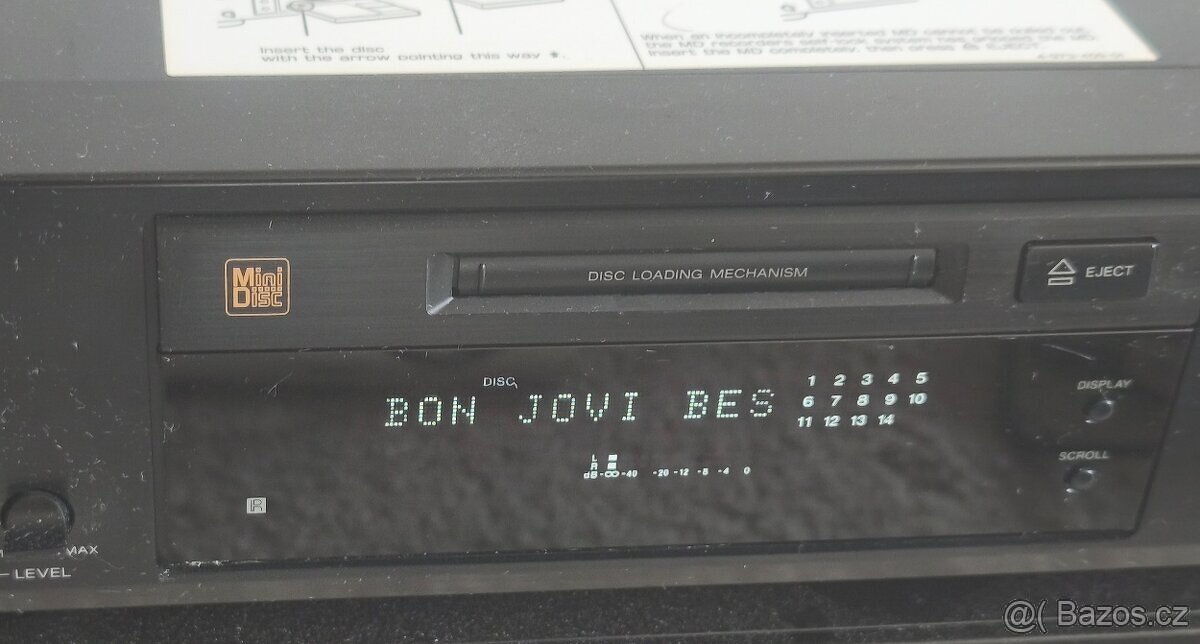 Insert the disc
with the arrow pointing this way
When an incompletely inserted MD cannot be pulled out,
Insert the MD completely, then press ≜ EJECT.
Mini
Disc
DISC LOADING MECHANISM
EJECT
DISC
BON JOVI BES
1 2 3 4 5
6 7 8 9 10
11 12 13 14
DISPLAY
SCROLL
L
R
dB-∞-40 -20 -12 -8 -4 0
R
MAX
LEVEL
@( Bazos.cz